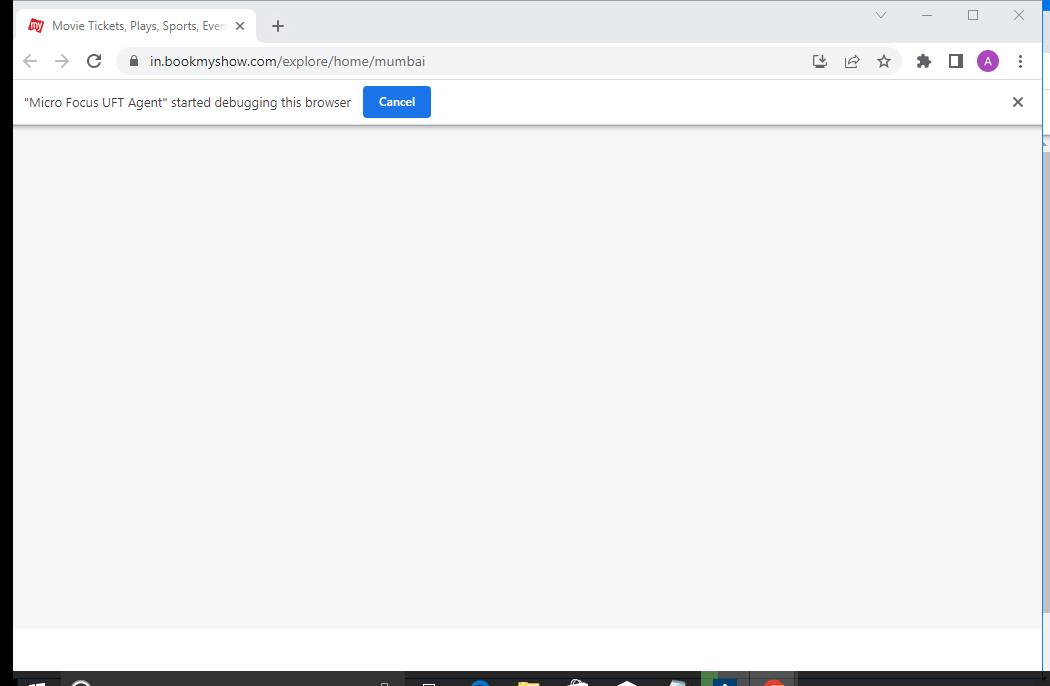 my Movie Tickets, Plays, Sports, Even
in.bookmyshow.com/explore/home/mumbai
A
"Micro Focus UFT Agent" started debugging this browser Cancel